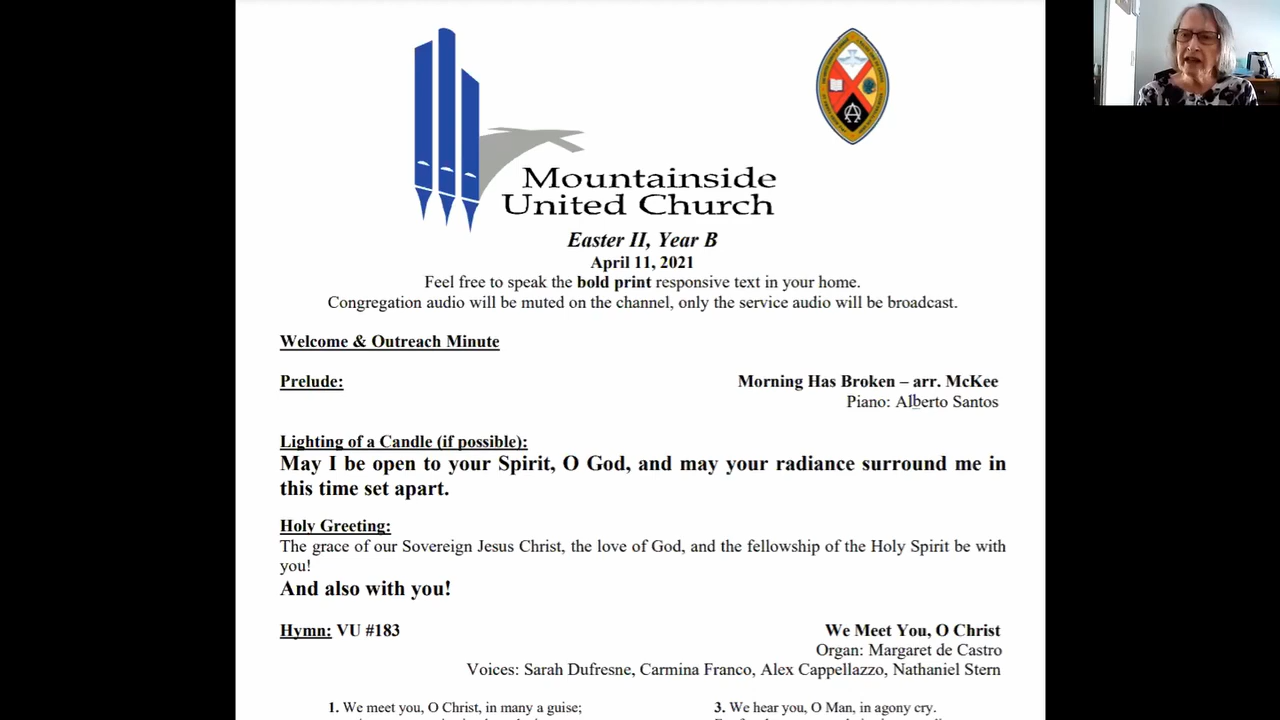 Mountainside
United Church
Easter II, Year B
April 11, 2021
Feel free to speak the bold print responsive text in your home.
Congregation audio will be muted on the channel, only the service audio will be broadcast.
Welcome & Outreach Minute
Prelude: Morning Has Broken – arr. McKee
Piano: Alberto Santos
Lighting of a Candle (if possible):
May I be open to your Spirit, O God, and may your radiance surround me in
this time set apart.
Holy Greeting:
The grace of our Sovereign Jesus Christ, the love of God, and the fellowship of the Holy Spirit be with
you!
And also with you!
Hymn: VU #183 We Meet You, O Christ
Organ: Margaret de Castro
Voices: Sarah Dufresne, Carmina Franco, Alex Cappellazzo, Nathaniel Stern
1. We meet you, O Christ, in many a guise; 3. We hear you, O Man, in agony cry.